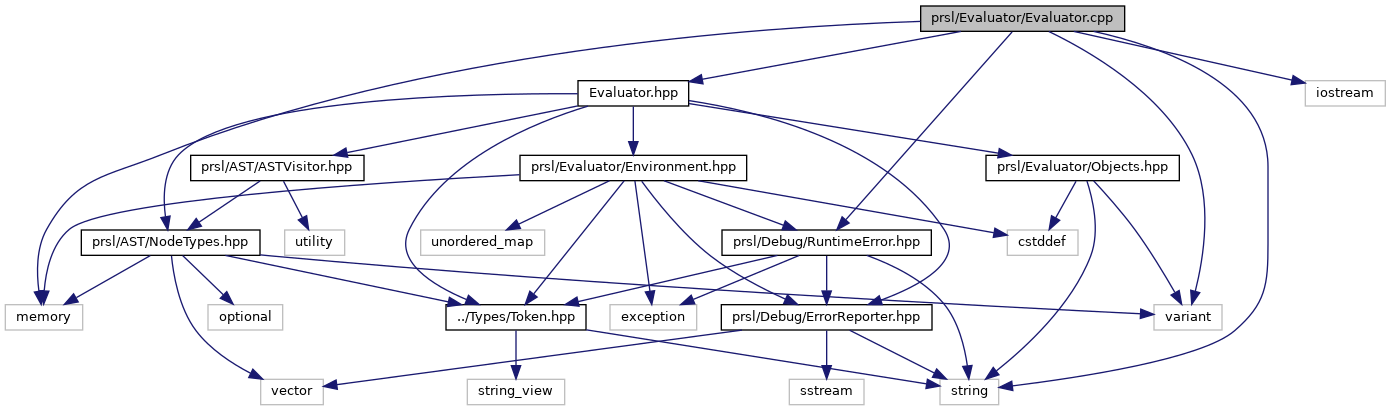 prsl/Evaluator/Evaluator.cpp
Evaluator.hpp
iostream
prsl/AST/ASTVisitor.hpp
prsl/Evaluator/Environment.hpp
prsl/Evaluator/Objects.hpp
prsl/AST/NodeTypes.hpp
utility
unordered_map
prsl/Debug/RuntimeError.hpp
cstddef
memory
optional
../Types/Token.hpp
exception
prsl/Debug/ErrorReporter.hpp
variant
vector
string_view
sstream
string